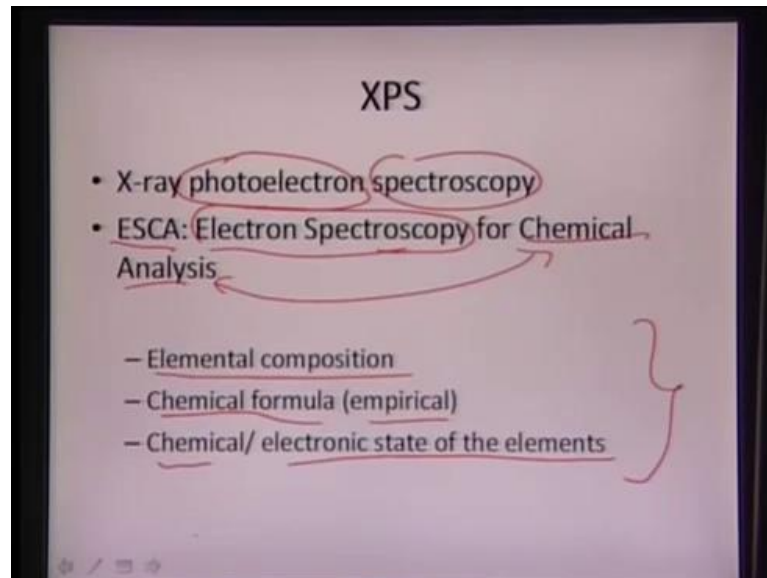 XPS
• X-ray photoelectron spectroscopy
• ESCA: Electron Spectroscopy for Chemical
Analysis
– Elemental composition
– Chemical formula (empirical)
– Chemical/ electronic state of the elements